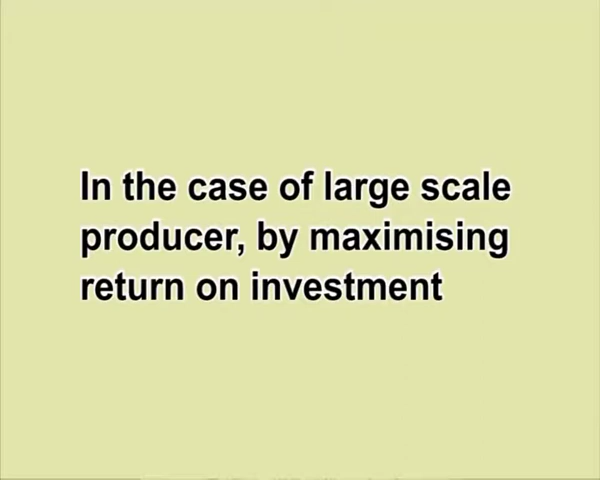 In the case of large scale
producer, by maximising
return on investment